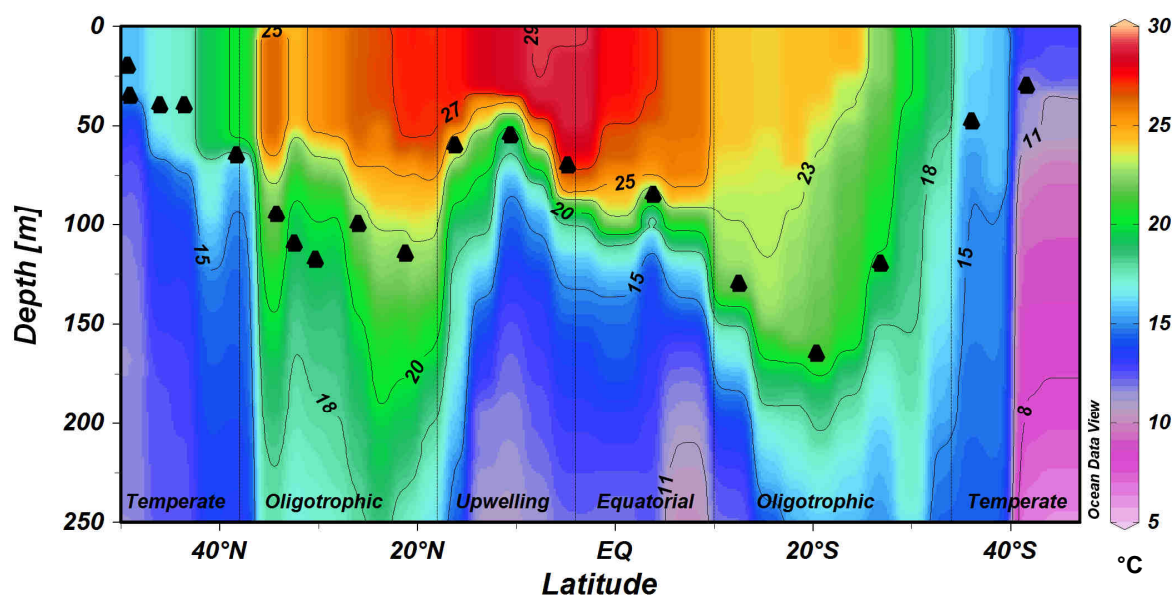 0
50
100
150
200
250
Depth [m]
25
29
27
25
20
23
18
15
15
20
18
15
11
11
8
Temperate
Oligotrophic
Upwelling
Equatorial
Oligotrophic
Temperate
40°N
20°N
EQ
20°S
40°S
Latitude
Ocean Data View
30
25
20
15
10
5
°C